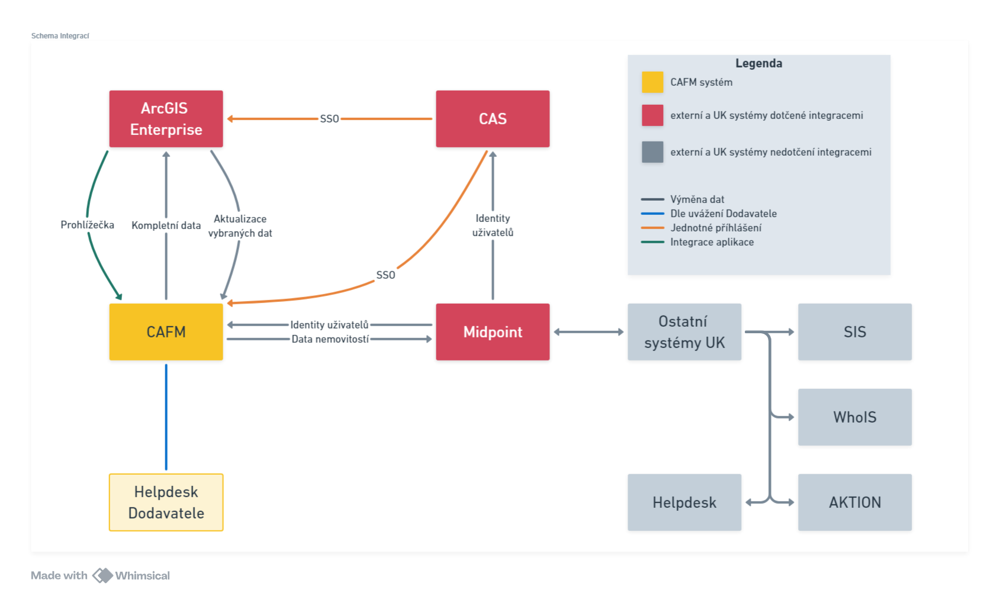 Schema Integrací
Legenda
CAFM systém
externí a UK systémy dotčené integracemi
externí a UK systémy nedotčení integracemi
Výměna dat
Dle uvážení Dodavatele
Jednotné příhlášení
Integrace aplikace
ArcGIS
Enterprise
SSO
CAS
Prohlížečka
Kompletní data
Aktualizace
vybraných dat
Identity
uživatelů
SSO
CAFM
Identity uživatelů
Data nemovitostí
Midpoint
Ostatní
systémy UK
SIS
WhoIS
Helpdesk
Dodavatele
Helpdesk
AKTION
Made with Whimsical